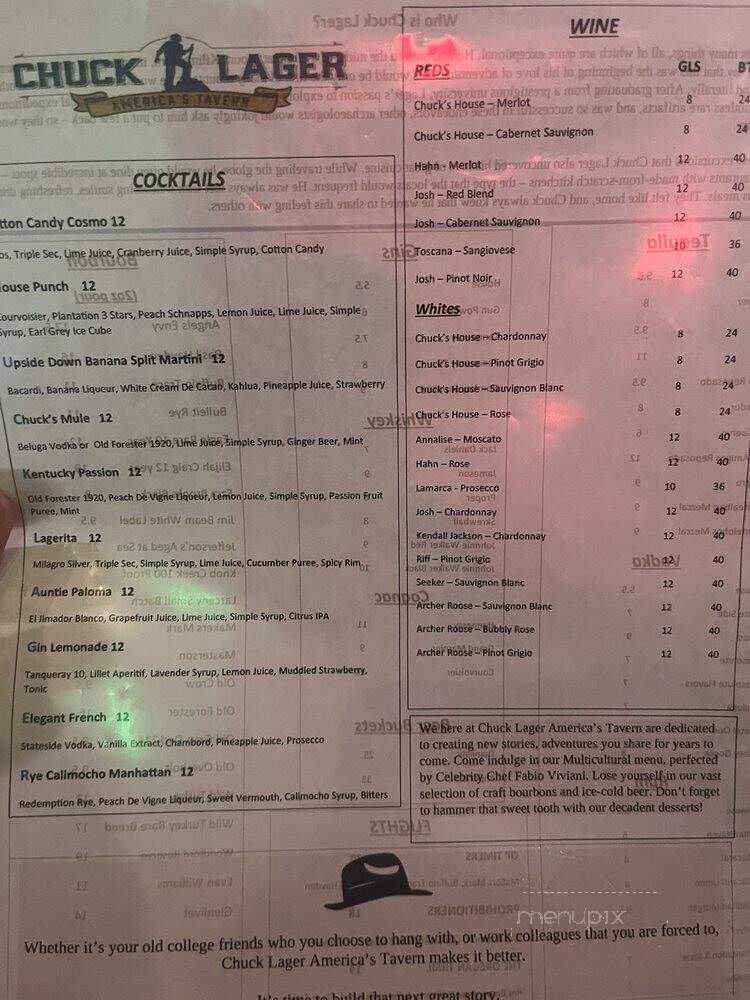 CHUCK LAGER
AMERICA'S TAVERN
COCKTAILS
tton Candy Cosmo 12
os, Triple Sec, Lime Juice, Cranberry Juice, Simple Syrup, Cotton Candy
ouse Punch 12
Courvoisier, Plantation 3 Stars, Peach Schnapps, Lemon Juice, Lime Juice, Simple
Syrup, Earl Grey Ice Cube
Upside Down Banana Split Martini 12
Bacardi, Banana Liqueur, White Cream De Cacao, Kahlua, Pineapple Juice, Strawberry
Chuck's Mule 12
Beluga Vodka or Old Forester 1920, Lime Juice, Simple Syrup, Ginger Beer, Mint
Kentucky Passion 12
Old Forester 1920, Peach De Vigne Liqueur, Lemon Juice, Simple Syrup, Passion Fruit
Puree, Mint
Lagerita 12
Milagro Silver, Triple Sec, Simple Syrup, Lime Juice, Cucumber Puree, Spicy Rim
Auntie Paloma 12
El Jimador Blanco, Grapefruit Juice, Lime Juice, Simple Syrup, Citrus IPA
Gin Lemonade 12
Tanqueray 10, Lillet Aperitif, Lavender Syrup, Lemon Juice, Muddled Strawberry,
Tonic
Elegant French 12
Stateside Vodka, Vanilla Extract, Chambord, Pineapple Juice, Prosecco
Rye Calimocho Manhattan 12
Redemption Rye, Peach De Vigne Liqueur, Sweet Vermouth, Calimocho Syrup, Bitters
WINE
REDS GLS BT
Chuck's House – Merlot 8 24
Chuck's House – Cabernet Sauvignon 8 24
Hahn - Merlot 12 40
Josh – Red Blend 12 40
Josh – Cabernet Sauvignon 12 40
Toscana – Sangiovese 10 36
Josh – Pinot Noir 12 40
Whites
Chuck's House – Chardonnay 8 24
Chuck's House – Pinot Grigio 8 24
Chuck's House – Sauvignon Blanc 8 24
Chuck's House – Rose 8 24
Annalise – Moscato 12 40
Hahn – Rose 12 40
Lamarca - Prosecco 10 36
Josh – Chardonnay 12 40
Kendall Jackson – Chardonnay 12 40
Riff – Pinot Grigio 12 40
Seeker – Sauvignon Blanc 12 40
Archer Roose – Sauvignon Blanc 12 40
Archer Roose – Bubbly Rose 12 40
Archer Roose – Pinot Grigio 12 40
We here at Chuck Lager America's Tavern are dedicated
to creating new stories, adventures you share for years to
come. Come indulge in our Multicultural menu, perfected
by Celebrity Chef Fabio Viviani. Lose yourself in our vast
selection of craft bourbons and ice-cold beer. Don't forget
to hammer that sweet tooth with our decadent desserts!
menupix
Whether it's your old college friends who you choose to hang with, or work colleagues that you are forced to,
Chuck Lager America's Tavern makes it better.
It's time to build that next great story.